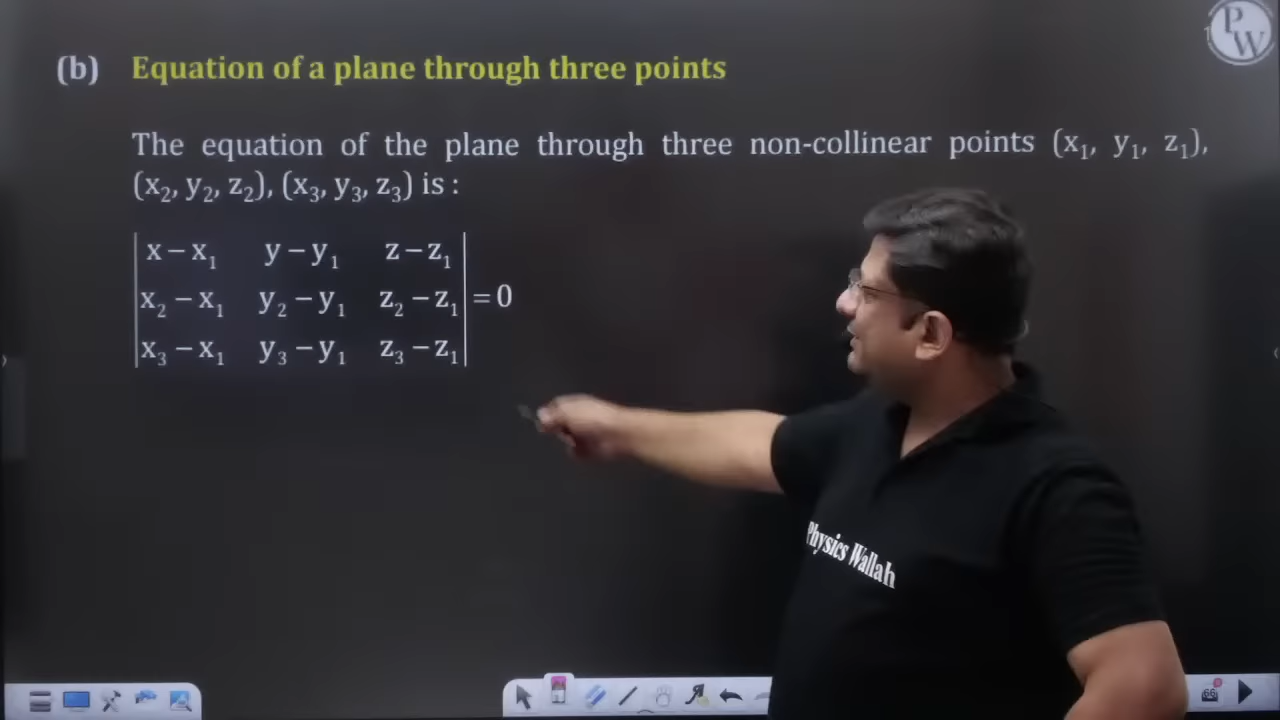 PW
(b) Equation of a plane through three points
The equation of the plane through three non-collinear points (x₁, y₁, z₁),
(x₂, y₂, z₂), (x₃, y₃, z₃) is :
x − x₁ y − y₁ z − z₁
x₂ − x₁ y₂ − y₁ z₂ − z₁ = 0
x₃ − x₁ y₃ − y₁ z₃ − z₁
Physics Wallah
66